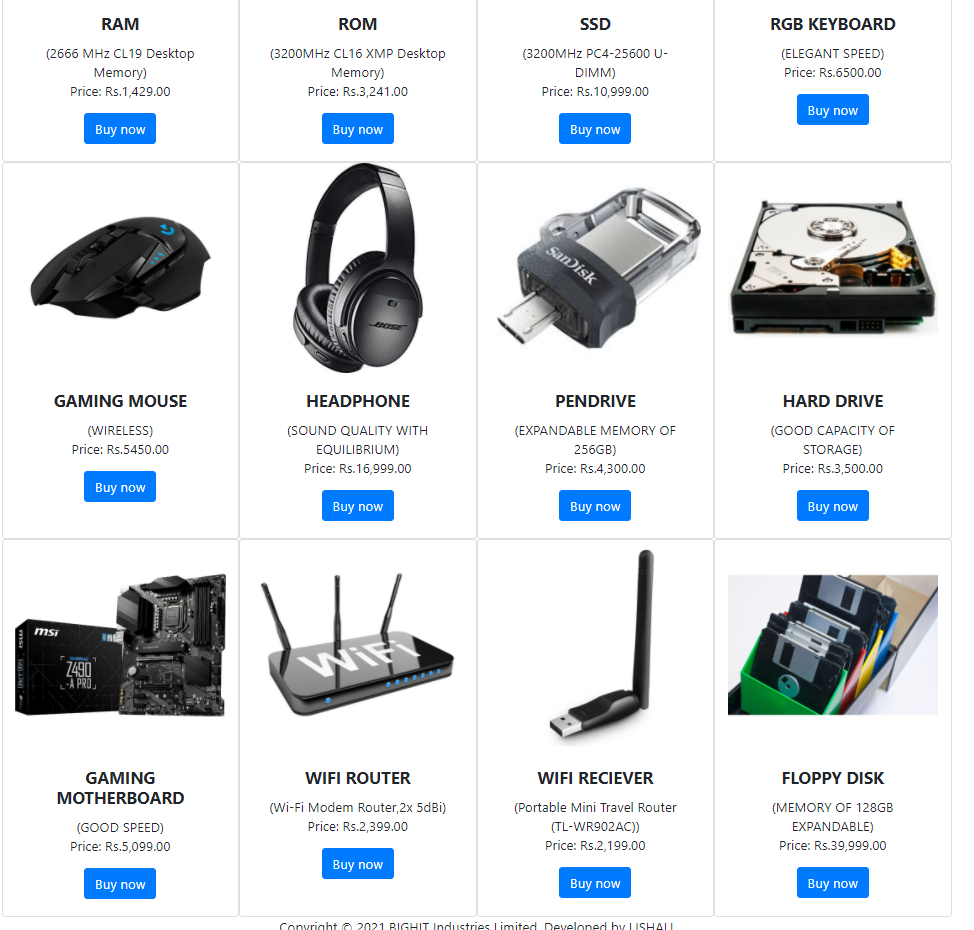 RAM
(2666 MHz CL19 Desktop
Memory)
Price: Rs.1,429.00
Buy now
ROM
(3200MHz CL16 XMP Desktop
Memory)
Price: Rs.3,241.00
Buy now
SSD
(3200MHz PC4-25600 U-
DIMM)
Price: Rs.10,999.00
Buy now
RGB KEYBOARD
(ELEGANT SPEED)
Price: Rs.6500.00
Buy now
GAMING MOUSE
(WIRELESS)
Price: Rs.5450.00
Buy now
BOSE
HEADPHONE
(SOUND QUALITY WITH
EQUILIBRIUM)
Price: Rs.16,999.00
Buy now
SanDisk
PENDRIVE
(EXPANDABLE MEMORY OF
256GB)
Price: Rs.4,300.00
Buy now
HARD DRIVE
(GOOD CAPACITY OF
STORAGE)
Price: Rs.3,500.00
Buy now
msi
msi
Z490
-A PRO
GAMING
MOTHERBOARD
(GOOD SPEED)
Price: Rs.5,099.00
Buy now
WiFi
WIFI ROUTER
(Wi-Fi Modem Router,2x 5dBi)
Price: Rs.2,399.00
Buy now
WIFI RECIEVER
(Portable Mini Travel Router
(TL-WR902AC))
Price: Rs.2,199.00
Buy now
FLOPPY DISK
(MEMORY OF 128GB
EXPANDABLE)
Price: Rs.39,999.00
Buy now
Copyright © 2021 BIGHIT Industries Limited. Developed by